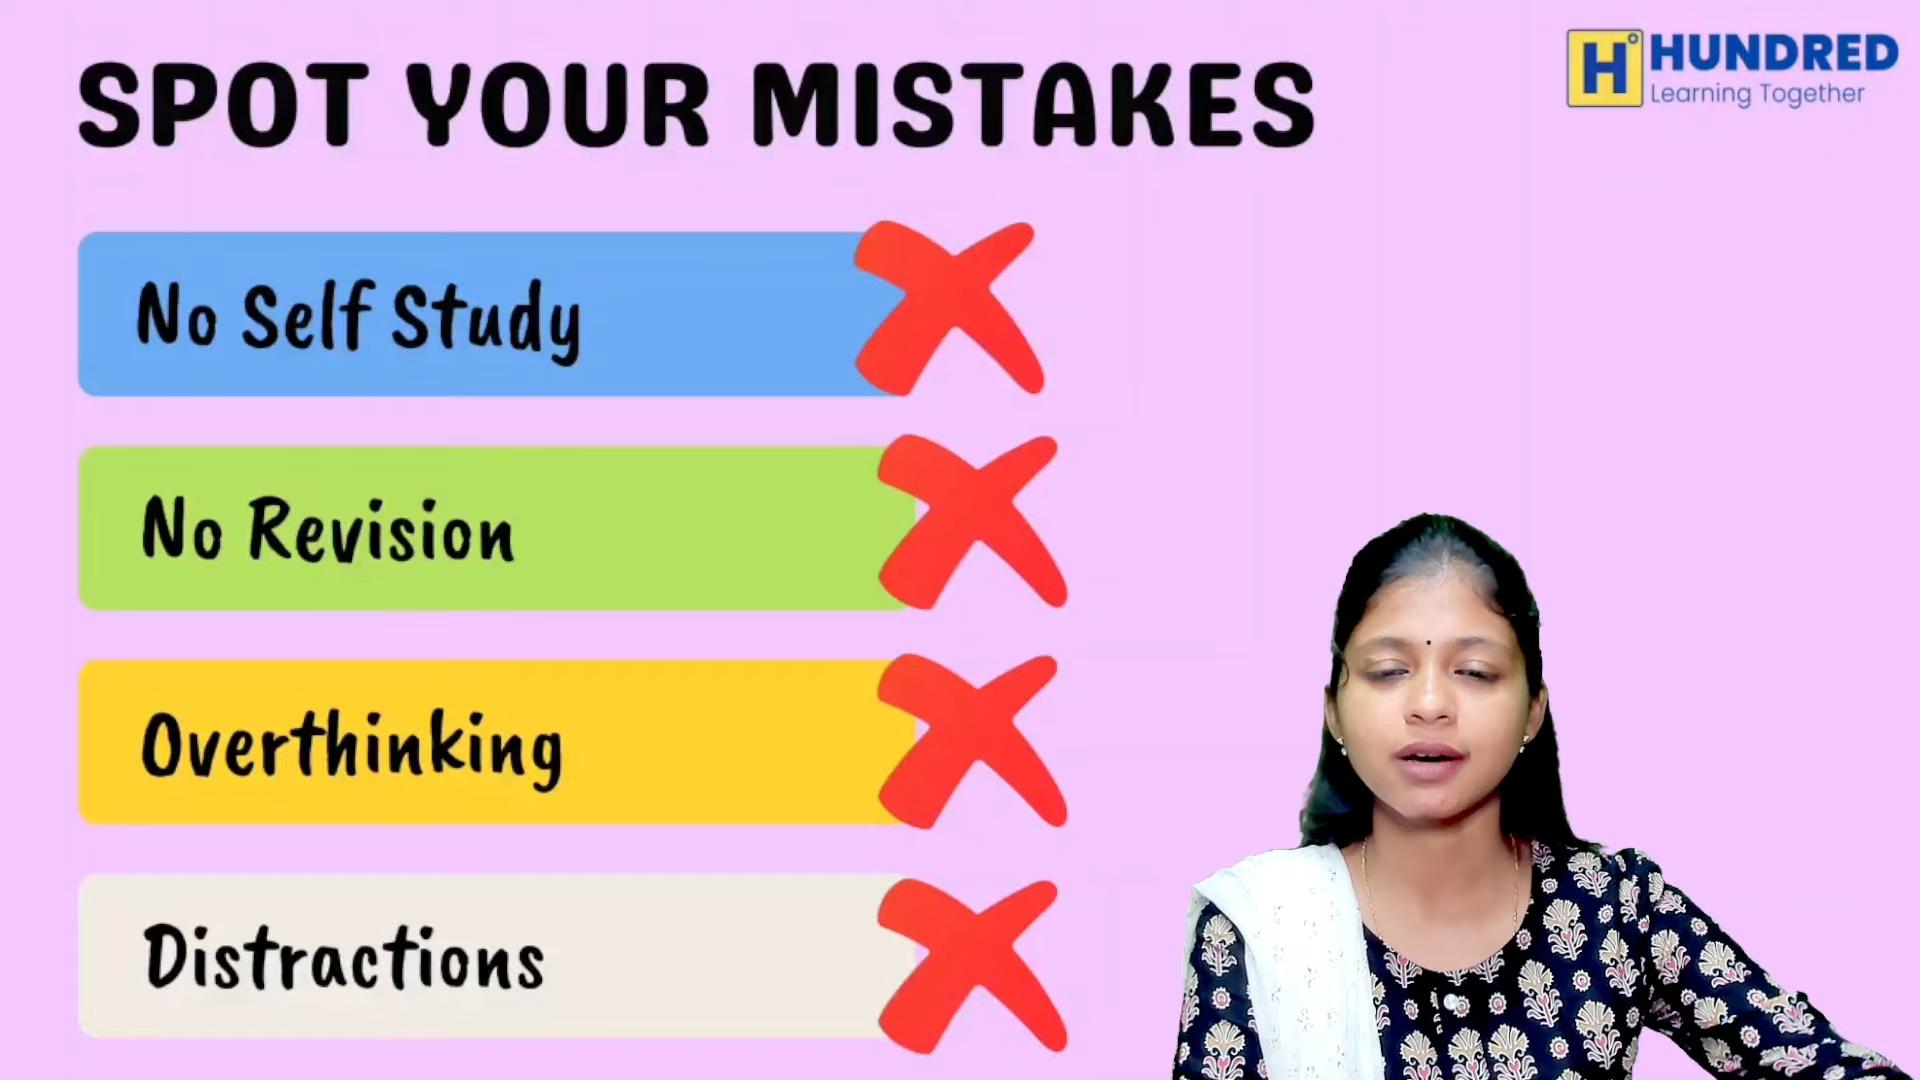 SPOT YOUR MISTAKES
H° HUNDRED
Learning Together
No Self Study
No Revision
Overthinking
Distractions